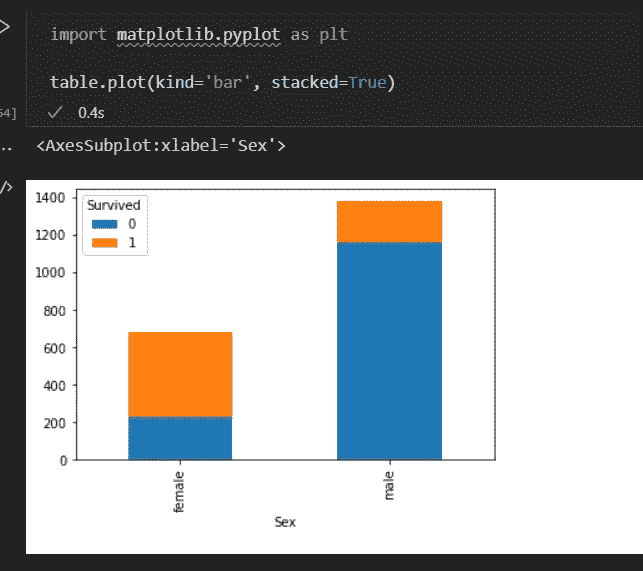 import matplotlib.pyplot as plt
table.plot(kind='bar', stacked=True)
54]
✓ 0.4s
<AxesSubplot:xlabel='Sex'>
1400
1200
1000
800
600
400
200
0
Survived
0
1
female
male
Sex